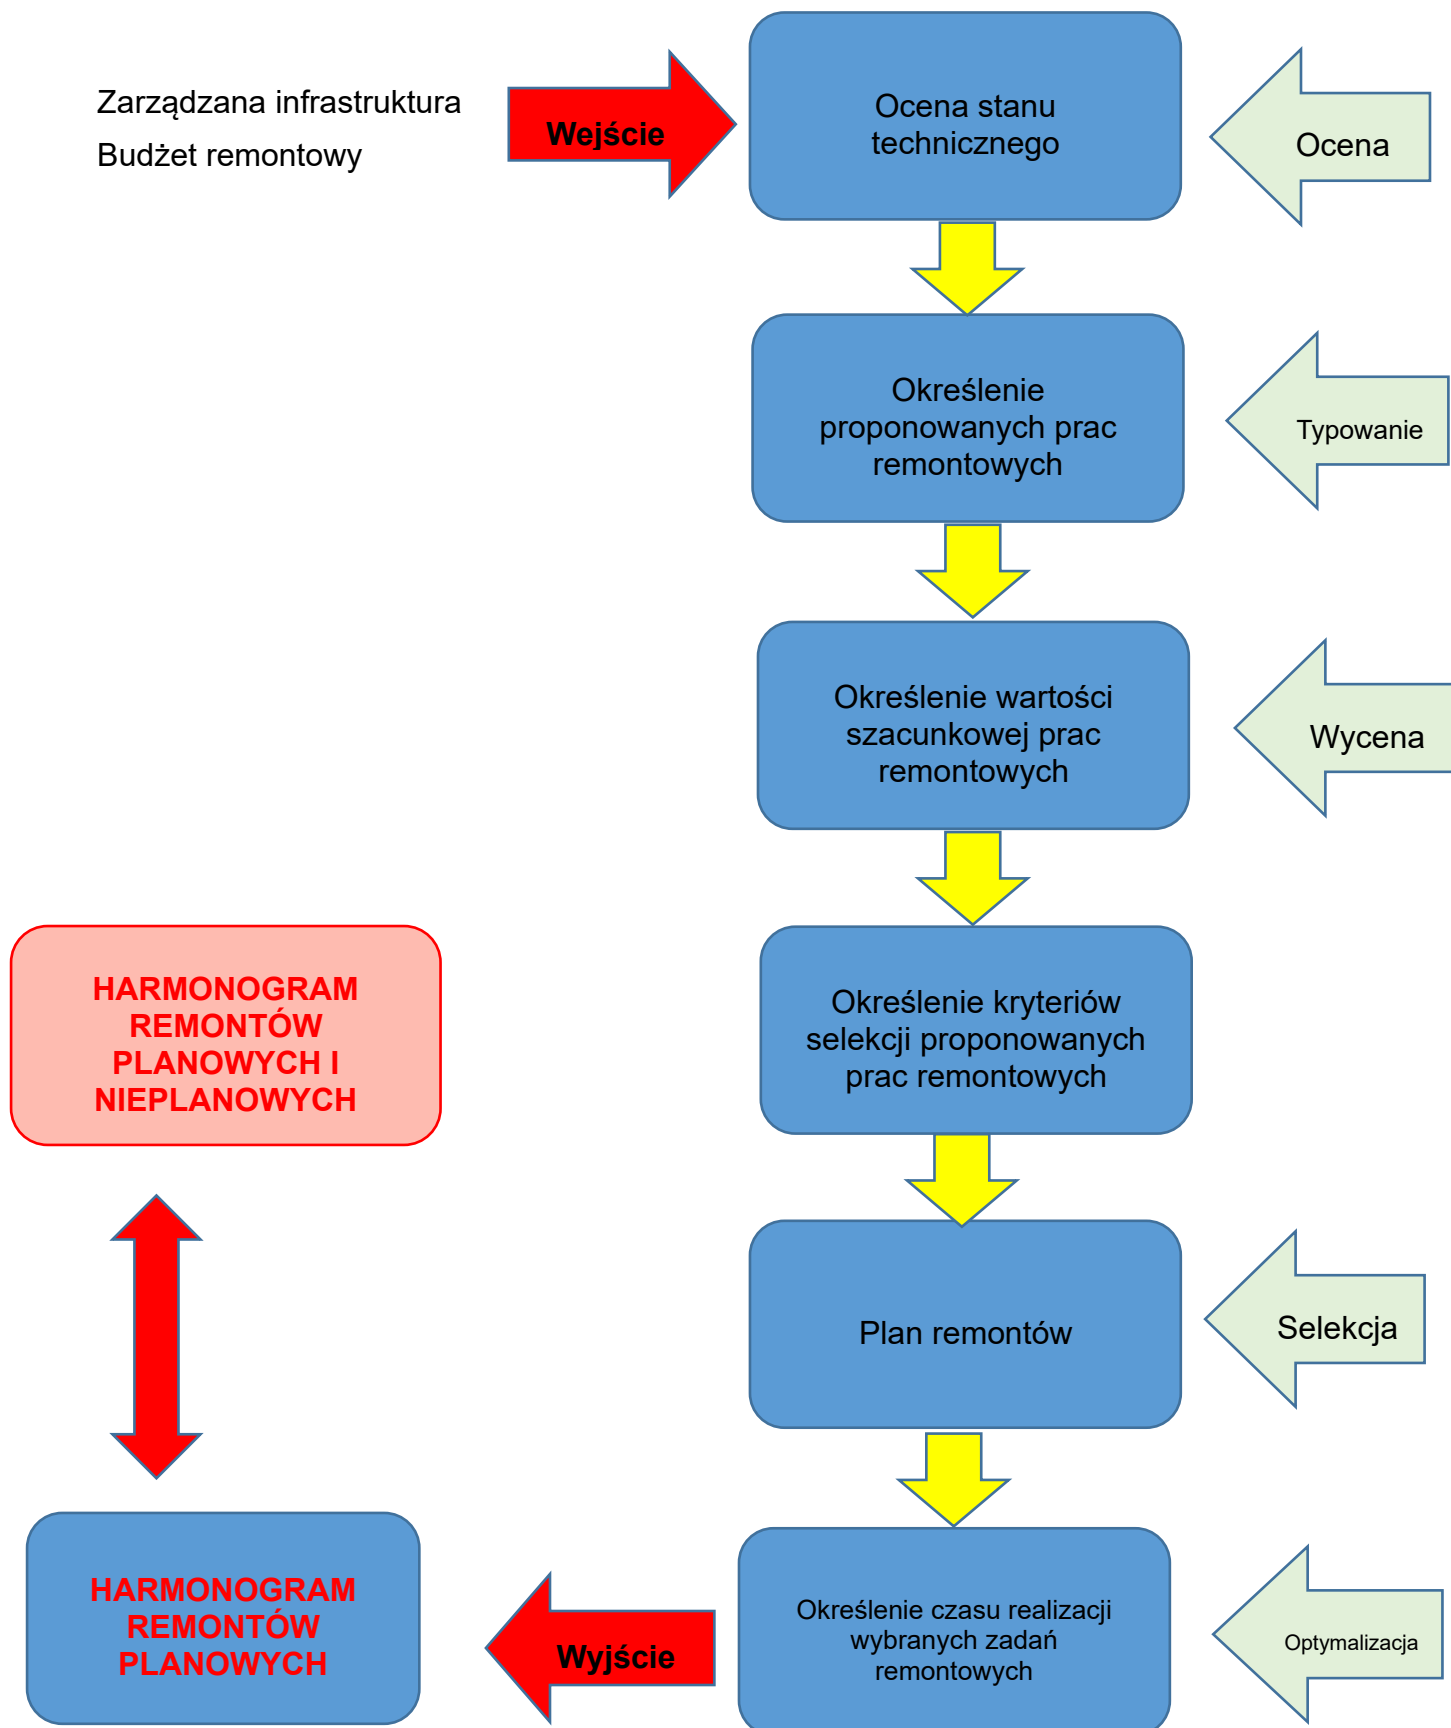 Zarządzana infrastruktura
Budżet remontowy
Wejście
Ocena stanu
technicznego
Ocena
Określenie
proponowanych prac
remontowych
Typowanie
Określenie wartości
szacunkowej prac
remontowych
Wycena
Określenie kryteriów
selekcji proponowanych
prac remontowych
HARMONOGRAM
REMONTÓW
PLANOWYCH I
NIEPLANOWYCH
Plan remontów
Selekcja
Określenie czasu realizacji
wybranych zadań
remontowych
Optymalizacja
Wyjście
HARMONOGRAM
REMONTÓW
PLANOWYCH